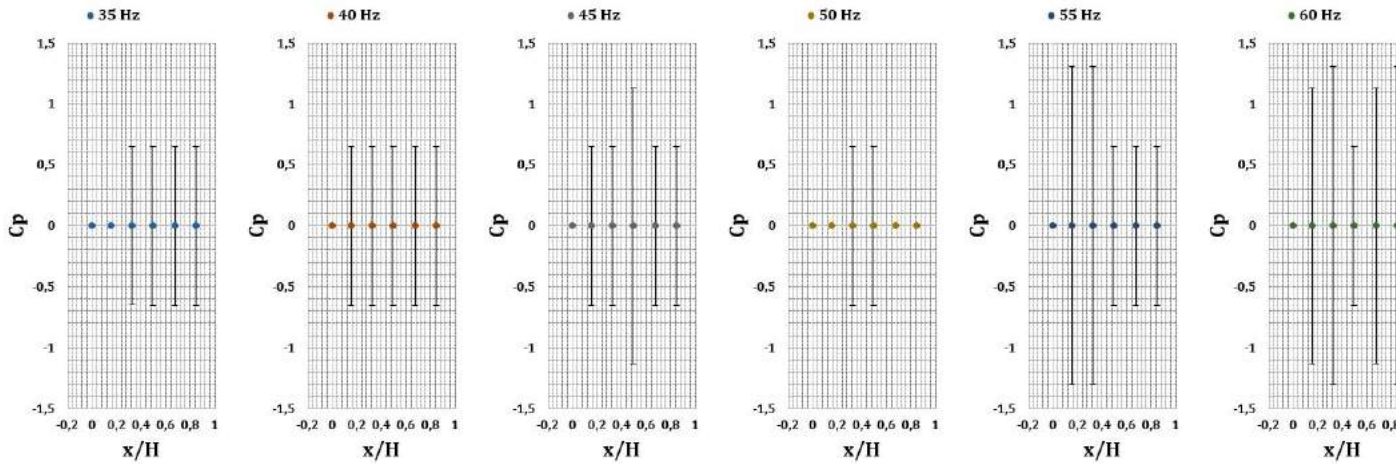 35 Hz
40 Hz
45 Hz
50 Hz
55 Hz
60 Hz
1,5 1,5 1,5 1,5 1,5 1,5
1 1 1 1 1 1
0,5 0,5 0,5 0,5 0,5 0,5
Cp Cp Cp Cp Cp Cp
0 0 0 0 0 0
-0,5 -0,5 -0,5 -0,5 -0,5 -0,5
-1 -1 -1 -1 -1 -1
-1,5 -1,5 -1,5 -1,5 -1,5 -1,5
-0,2 0 0,2 0,4 0,6 0,8 1
-0,2 0 0,2 0,4 0,6 0,8 1
-0,2 0 0,2 0,4 0,6 0,8 1
-0,2 0 0,2 0,4 0,6 0,8 1
-0,2 0 0,2 0,4 0,6 0,8 1
-0,2 0 0,2 0,4 0,6 0,8
x/H x/H x/H x/H x/H x/H